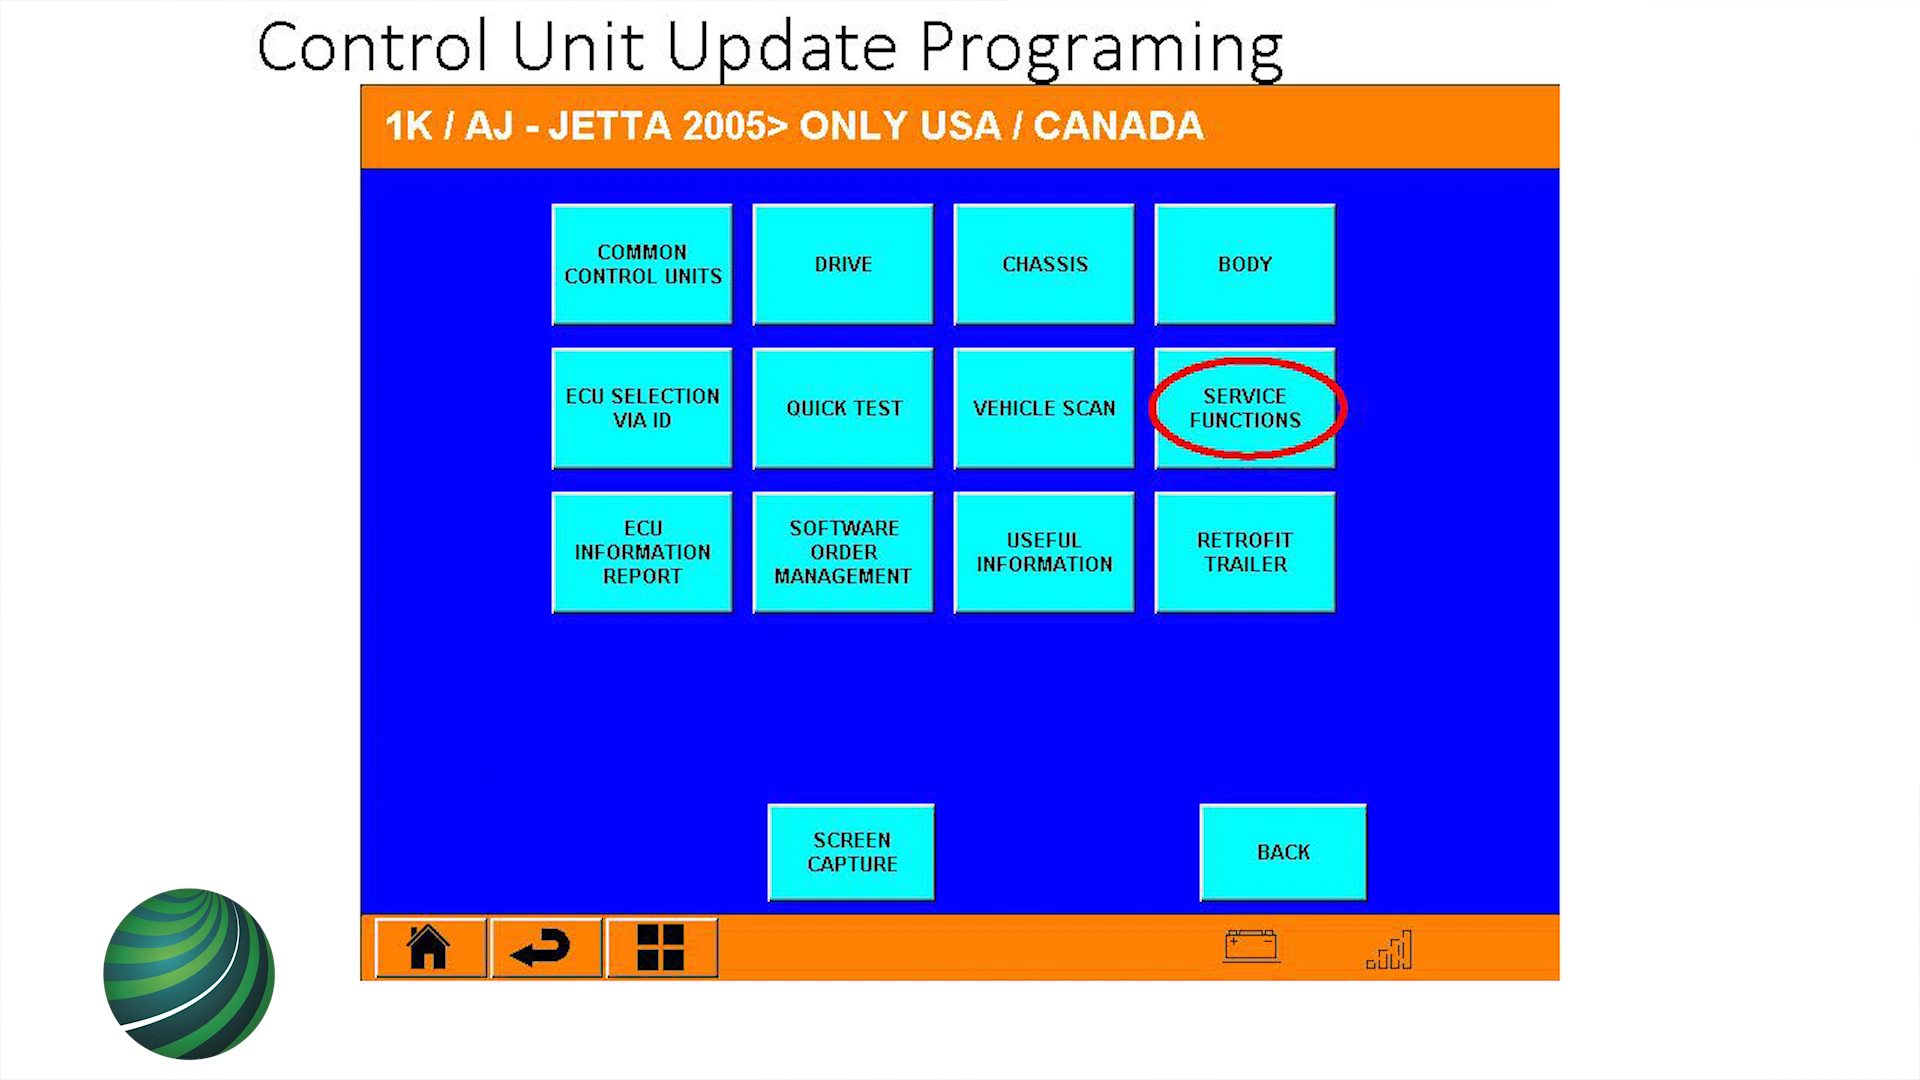 Control Unit Update Programing
1K / AJ - JETTA 2005> ONLY USA / CANADA
COMMON
CONTROL UNITS
DRIVE
CHASSIS
BODY
ECU SELECTION
VIA ID
QUICK TEST
VEHICLE SCAN
SERVICE
FUNCTIONS
ECU
INFORMATION
REPORT
SOFTWARE
ORDER
MANAGEMENT
USEFUL
INFORMATION
RETROFIT
TRAILER
SCREEN
CAPTURE
BACK